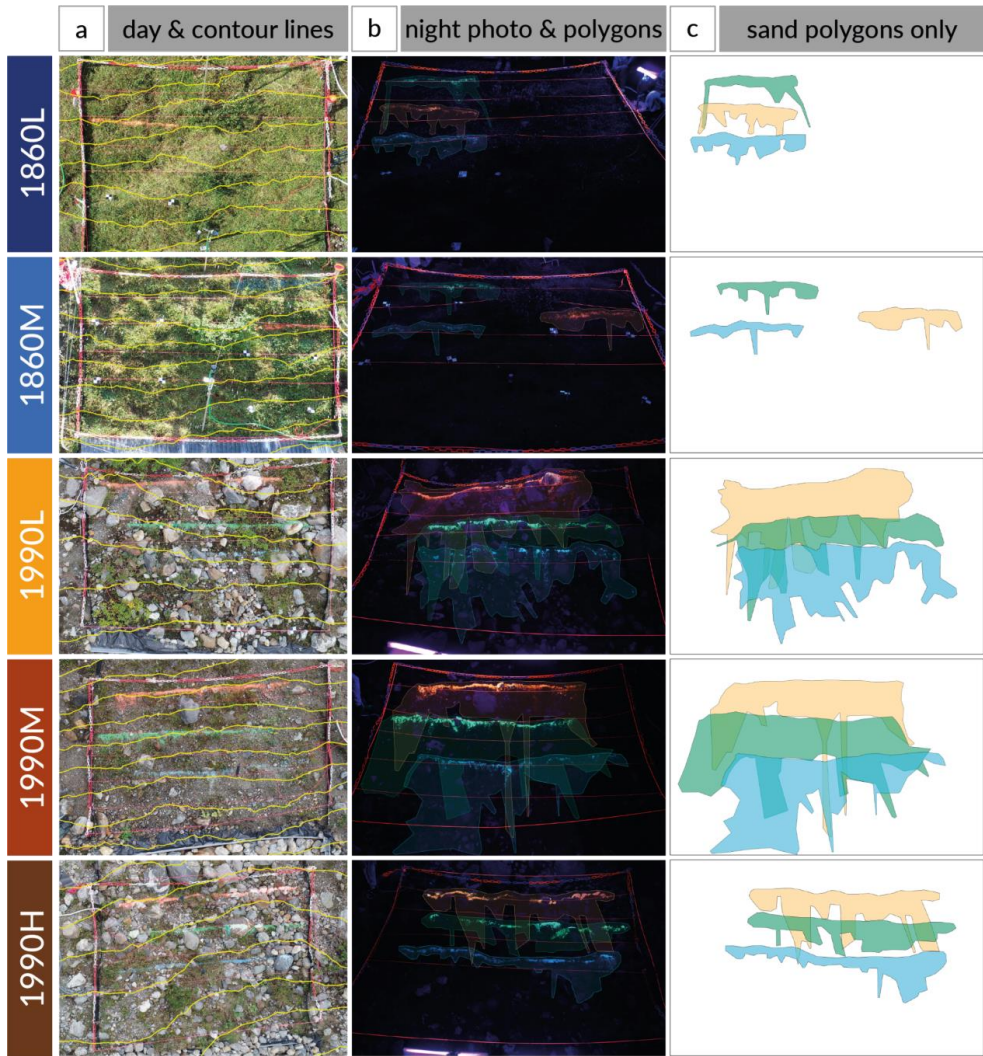 a day & contour lines
b night photo & polygons
c sand polygons only
1860L
1860M
1990L
1990M
1990H